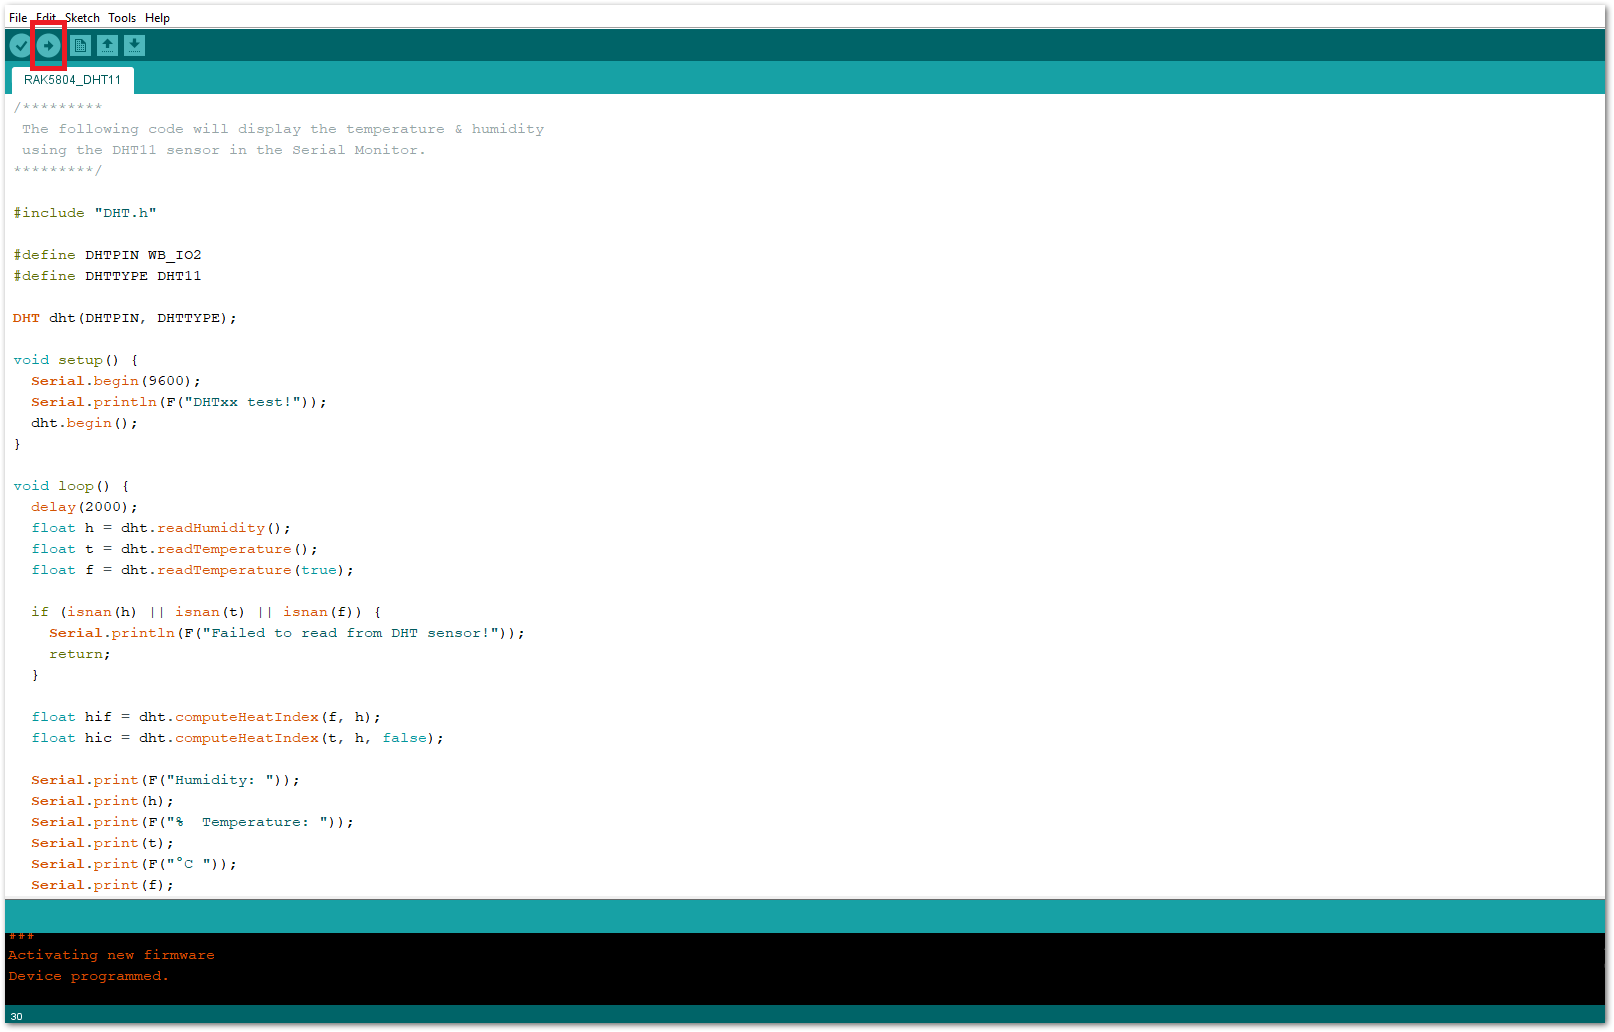 File Edit Sketch Tools Help
RAK5804_DHT11
/*********
 The following code will display the temperature & humidity
 using the DHT11 sensor in the Serial Monitor.
*********/
#include "DHT.h"
#define DHTPIN WB_IO2
#define DHTTYPE DHT11
DHT dht(DHTPIN, DHTTYPE);
void setup() {
  Serial.begin(9600);
  Serial.println(F("DHTxx test!"));
  dht.begin();
}
void loop() {
  delay(2000);
  float h = dht.readHumidity();
  float t = dht.readTemperature();
  float f = dht.readTemperature(true);
  if (isnan(h) || isnan(t) || isnan(f)) {
    Serial.println(F("Failed to read from DHT sensor!"));
    return;
  }
  float hif = dht.computeHeatIndex(f, h);
  float hic = dht.computeHeatIndex(t, h, false);
  Serial.print(F("Humidity: "));
  Serial.print(h);
  Serial.print(F("%  Temperature: "));
  Serial.print(t);
  Serial.print(F("°C "));
  Serial.print(f);
###
Activating new firmware
Device programmed.
30